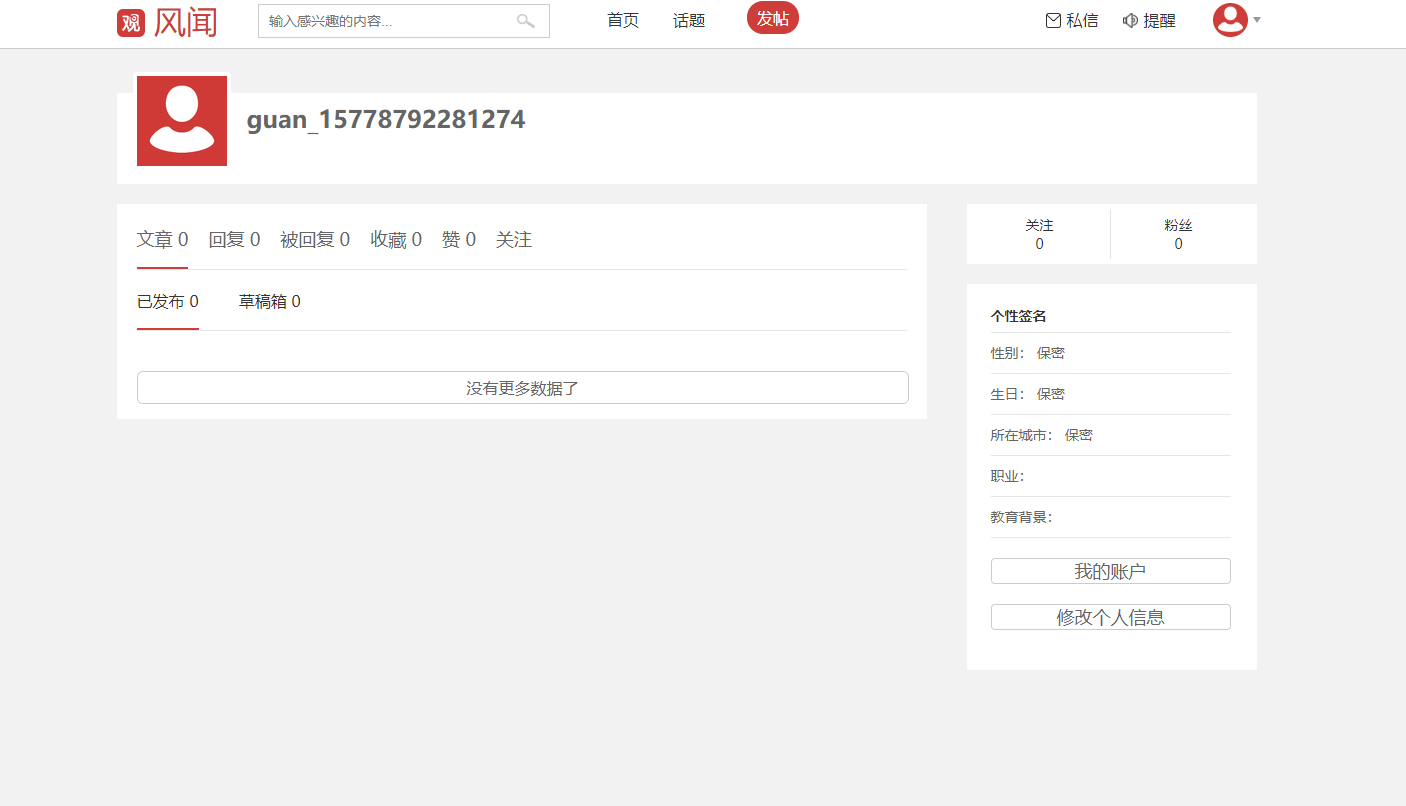 观 风闻 输入感兴趣的内容... 首页 话题 发帖 私信 提醒
guan_15778792281274
文章 0 回复 0 被回复 0 收藏 0 赞 0 关注
已发布 0 草稿箱 0
没有更多数据了
关注 粉丝
0 0
个性签名
性别： 保密
生日： 保密
所在城市： 保密
职业：
教育背景：
我的账户
修改个人信息